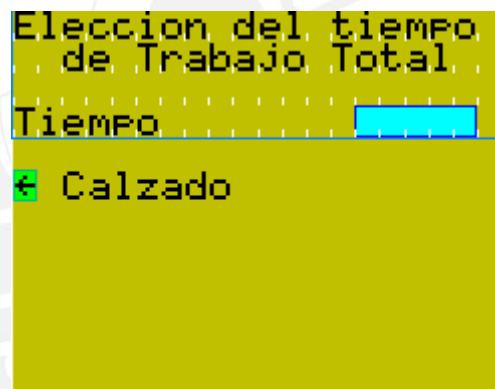 Eleccion del tiempo
de Trabajo Total
Tiempo
← Calzado